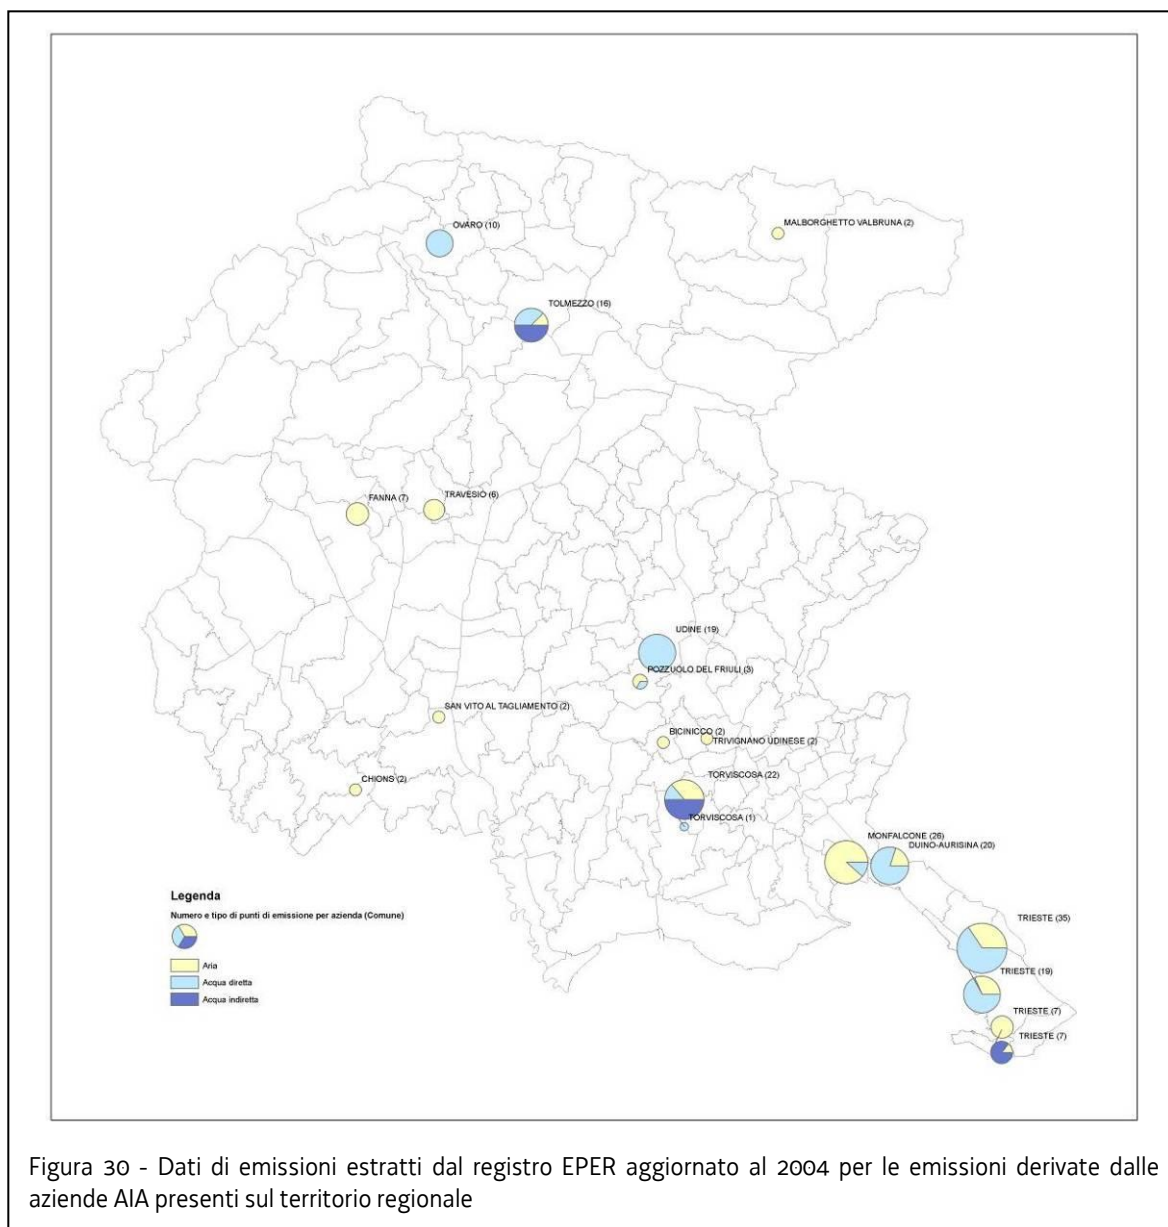 OVARO (10)
MALBORGHETTO VALBRUNA (2)
TOLMEZZO (16)
FANNA (7)
TRAVESIO (6)
UDINE (19)
POZZUOLO DEL FRIULI (3)
SAN VITO AL TAGLIAMENTO (2)
BICINICCO (2)
TRIVIGNANO UDINESE (2)
CHIONS (2)
TORVISCOSA (22)
TORVISCOSA (1)
MONFALCONE (26)
DUINO-AURISINA (20)
TRIESTE (35)
TRIESTE (19)
TRIESTE (7)
TRIESTE (7)
Legenda
Numero e tipo di punti di emissione per azienda (Comune)
Aria
Acqua diretta
Acqua indiretta
Figura 30 - Dati di emissioni estratti dal registro EPER aggiornato al 2004 per le emissioni derivate dalle
aziende AIA presenti sul territorio regionale